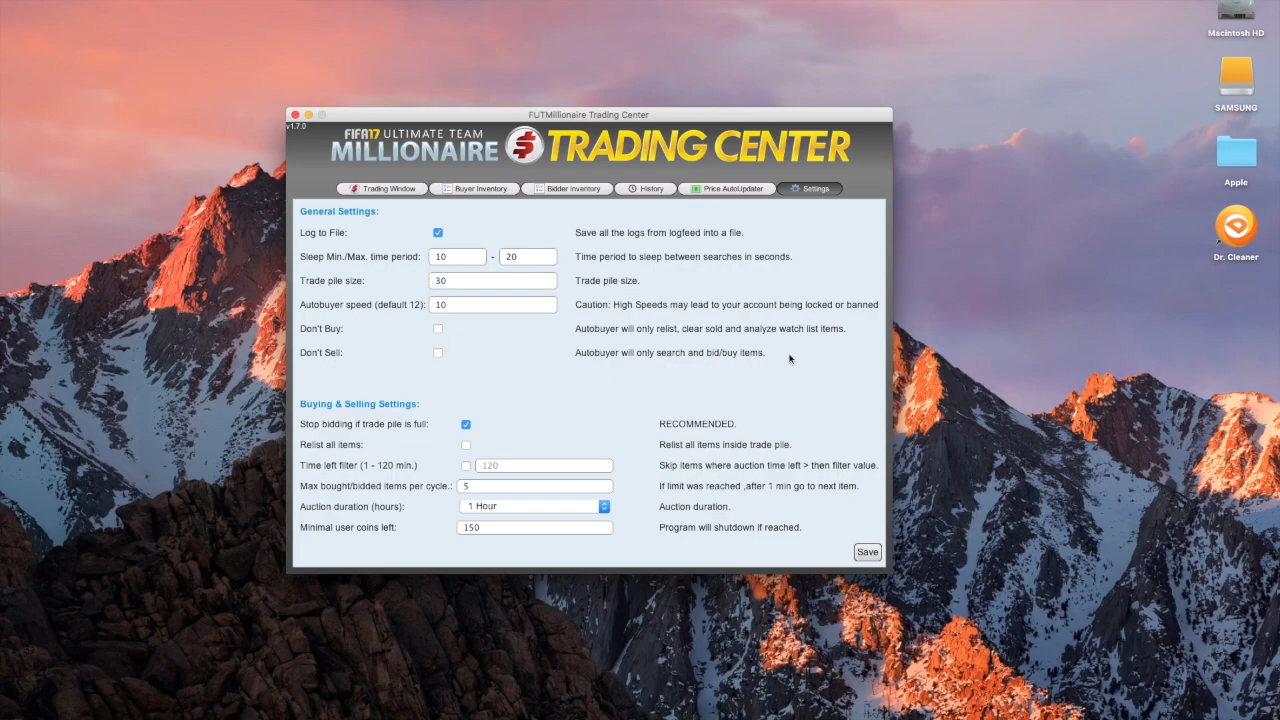 Macintosh HD
SAMSUNG
Apple
Dr. Cleaner
FUTMillionaire Trading Center
v1.7.0
FIFA17 ULTIMATE TEAM
MILLIONAIRE TRADING CENTER
Trading Window Buyer Inventory Bidder Inventory History Price AutoUpdater Settings
General Settings:
Log to File: Save all the logs from logfeed into a file.
Sleep Min./Max. time period: 10 - 20 Time period to sleep between searches in seconds.
Trade pile size: 30 Trade pile size.
Autobuyer speed (default 12): 10 Caution: High Speeds may lead to your account being locked or banned
Don't Buy: Autobuyer will only relist, clear sold and analyze watch list items.
Don't Sell: Autobuyer will only search and bid/buy items.
Buying & Selling Settings:
Stop bidding if trade pile is full: RECOMMENDED.
Relist all items: Relist all items inside trade pile.
Time left filter (1 - 120 min.) 120 Skip items where auction time left > then filter value.
Max bought/bidded items per cycle.: 5 If limit was reached ,after 1 min go to next item.
Auction duration (hours): 1 Hour Auction duration.
Minimal user coins left: 150 Program will shutdown if reached.
Save